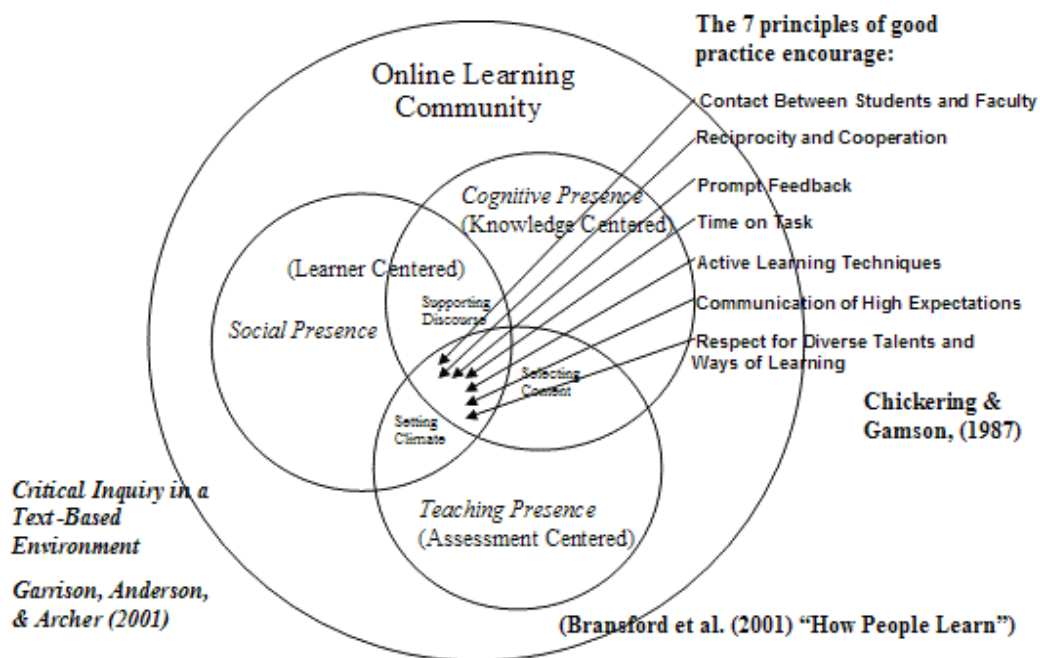 The 7 principles of good
practice encourage:
Online Learning
Community
Contact Between Students and Faculty
Reciprocity and Cooperation
Prompt Feedback
Time on Task
Active Learning Techniques
Communication of High Expectations
Respect for Diverse Talents and
Ways of Learning
Cognitive Presence
(Knowledge Centered)
(Learner Centered)
Social Presence
Supporting
Discourse
Selecting
Content
Setting
Climate
Teaching Presence
(Assessment Centered)
Chickering &
Gamson, (1987)
Critical Inquiry in a
Text-Based
Environment
Garrison, Anderson,
& Archer (2001)
(Bransford et al. (2001) “How People Learn”)